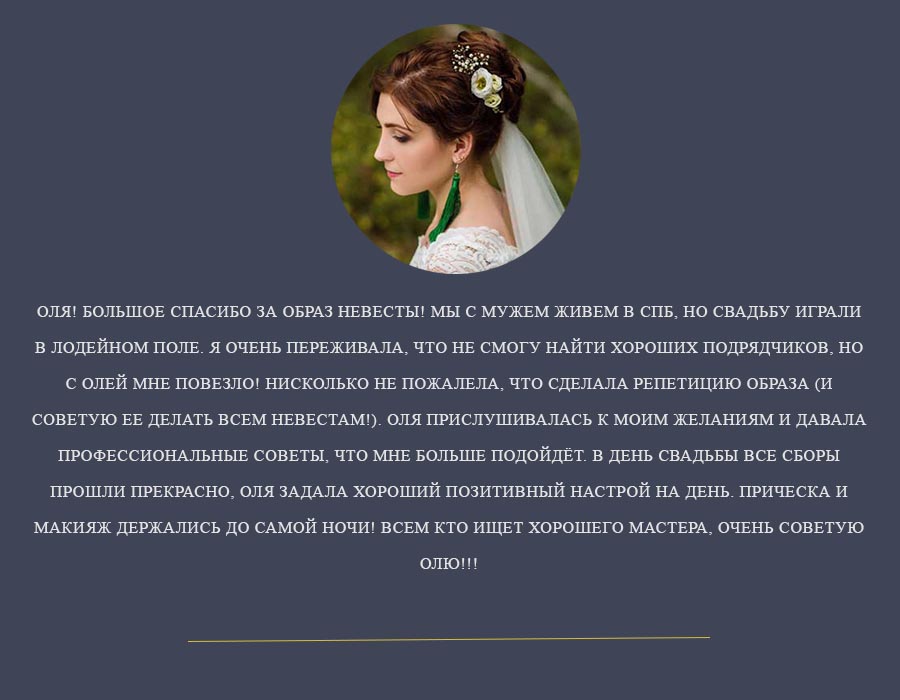 ОЛЯ! БОЛЬШОЕ СПАСИБО ЗА ОБРАЗ НЕВЕСТЫ! МЫ С МУЖЕМ ЖИВЕМ В СПБ, НО СВАДЬБУ ИГРАЛИ
В ЛОДЕЙНОМ ПОЛЕ. Я ОЧЕНЬ ПЕРЕЖИВАЛА, ЧТО НЕ СМОГУ НАЙТИ ХОРОШИХ ПОДРЯДЧИКОВ, НО
С ОЛЕЙ МНЕ ПОВЕЗЛО! НИСКОЛЬКО НЕ ПОЖАЛЕЛА, ЧТО СДЕЛАЛА РЕПЕТИЦИЮ ОБРАЗА (И
СОВЕТУЮ ЕЕ ДЕЛАТЬ ВСЕМ НЕВЕСТАМ!). ОЛЯ ПРИСЛУШИВАЛАСЬ К МОИМ ЖЕЛАНИЯМ И ДАВАЛА
ПРОФЕССИОНАЛЬНЫЕ СОВЕТЫ, ЧТО МНЕ БОЛЬШЕ ПОДОЙДЁТ. В ДЕНЬ СВАДЬБЫ ВСЕ СБОРЫ
ПРОШЛИ ПРЕКРАСНО, ОЛЯ ЗАДАЛА ХОРОШИЙ ПОЗИТИВНЫЙ НАСТРОЙ НА ДЕНЬ. ПРИЧЕСКА И
МАКИЯЖ ДЕРЖАЛИСЬ ДО САМОЙ НОЧИ! ВСЕМ КТО ИЩЕТ ХОРОШЕГО МАСТЕРА, ОЧЕНЬ СОВЕТУЮ
ОЛЮ!!!